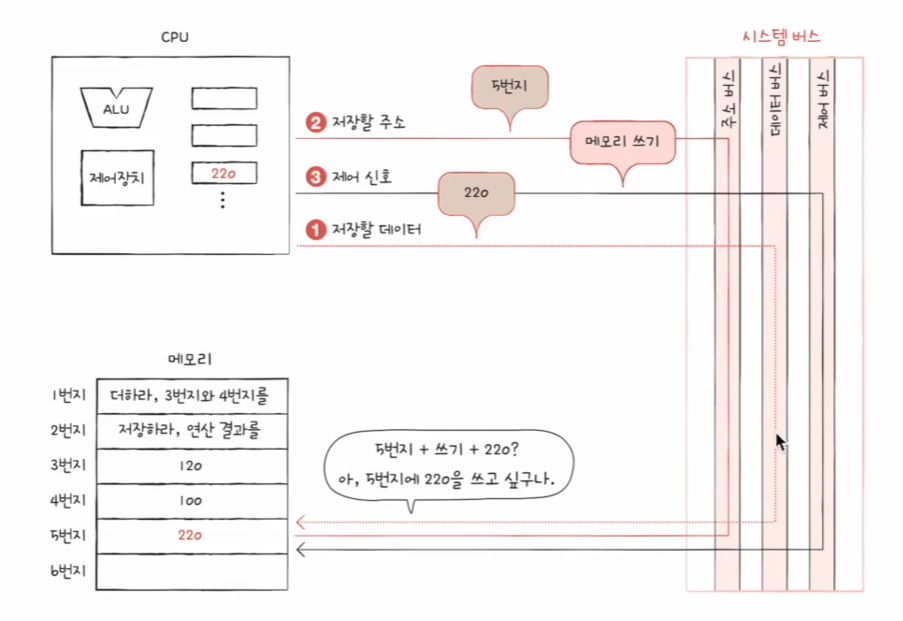 CPU
시스템 버스
ALU
제어장치
220
5번지
2 저장할 주소
메모리 쓰기
3 제어 신호
220
1 저장할 데이터
주소 버스
데이터 버스
제어 버스
메모리
1번지 더하라, 3번지와 4번지를
2번지 저장하라, 연산 결과를
3번지 120
4번지 100
5번지 220
6번지
5번지 + 쓰기 + 220?
아, 5번지에 220을 쓰고 싶구나.